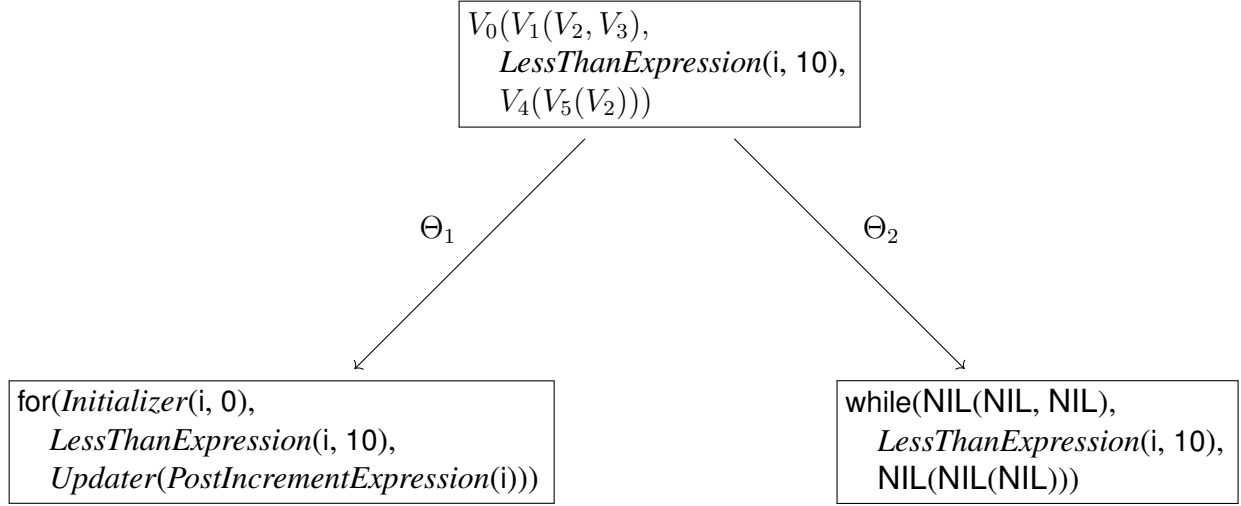 V₀(V₁(V₂, V₃),
LessThanExpression(i, 10),
V₄(V₅(V₂)))
Θ₁
Θ₂
for(Initializer(i, 0),
LessThanExpression(i, 10),
Updater(PostIncrementExpression(i)))
while(NIL(NIL, NIL),
LessThanExpression(i, 10),
NIL(NIL(NIL)))